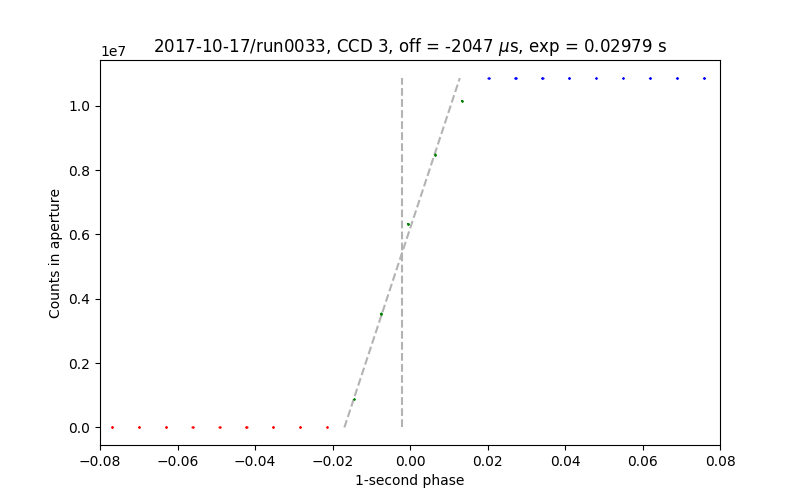 2017-10-17/run0033, CCD 3, off = -2047 μs, exp = 0.02979 s
1e7
1.0
0.8
0.6
0.4
0.2
0.0
Counts in aperture
−0.08 −0.06 −0.04 −0.02 0.00 0.02 0.04 0.06 0.08
1-second phase